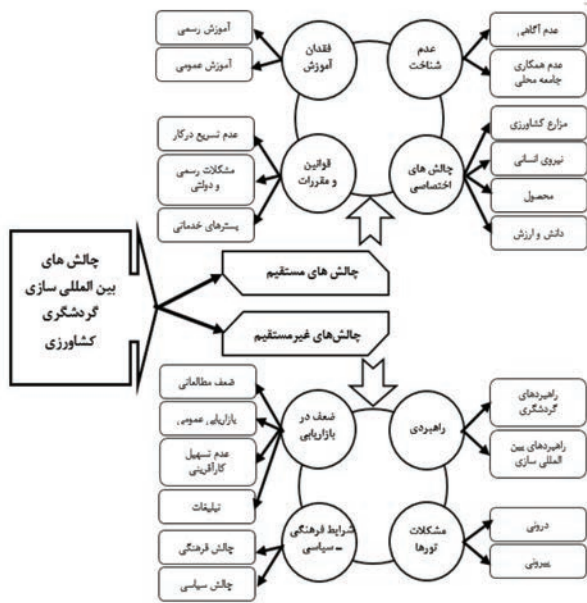 عدم آگاهی
عدم همکاری
جامعه محلی
عدم
شناخت
فقدان
آموزش
آموزش رسمی
آموزش عمومی
مزارع کشاورزی
نیروی انسانی
محصول
دانش و ارزش
چالش های
اختصاصی
قوانین
و مقررات
عدم تسریع درکار
مشکلات رسمی
و دولتی
بسترهای خدماتی
چالش های
بین المللی سازی
گردشگری
کشاورزی
چالش های مستقیم
چالش‌های غیرمستقیم
راهبردهای
گردشگری
راهبردهای بین
المللی سازی
راهبردی
ضعف در
بازاریابی
ضعف مطالعاتی
بازاریابی عمومی
عدم تسهیل
کارآفرینی
تبلیغات
درونی
بیرونی
مشکلات
تورها
شرایط فرهنگی
ـ سیاسی
چالش فرهنگی
چالش سیاسی